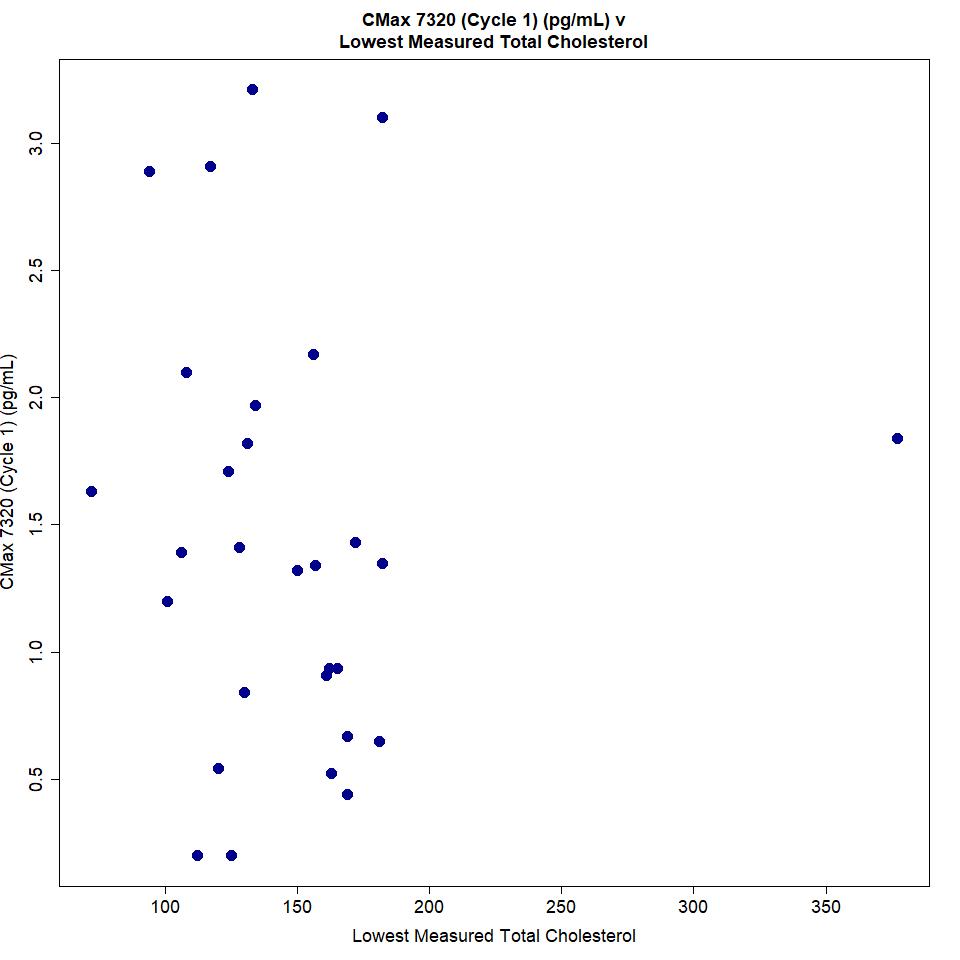 CMax 7320 (Cycle 1) (pg/mL) v
Lowest Measured Total Cholesterol
CMax 7320 (Cycle 1) (pg/mL)
3.0
2.5
2.0
1.5
1.0
0.5
100 150 200 250 300 350
Lowest Measured Total Cholesterol